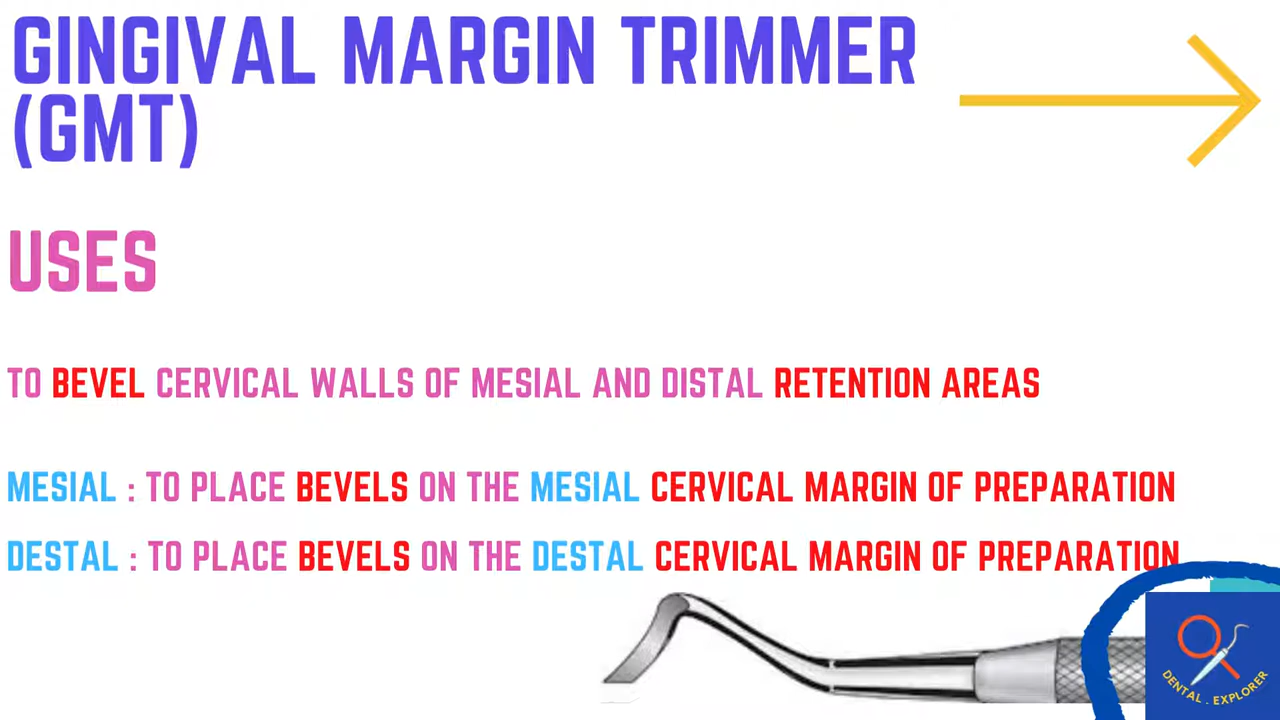 GINGIVAL MARGIN TRIMMER
(GMT)
USES
TO BEVEL CERVICAL WALLS OF MESIAL AND DISTAL RETENTION AREAS
MESIAL : TO PLACE BEVELS ON THE MESIAL CERVICAL MARGIN OF PREPARATION
DESTAL : TO PLACE BEVELS ON THE DESTAL CERVICAL MARGIN OF PREPARATION
DENTAL . EXPLORER